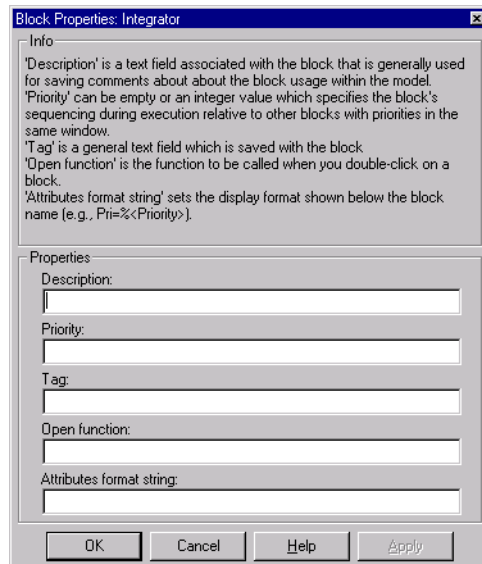 Block Properties: Integrator
Info
'Description' is a text field associated with the block that is generally used
for saving comments about about the block usage within the model.
'Priority' can be empty or an integer value which specifies the block's
sequencing during execution relative to other blocks with priorities in the
same window.
'Tag' is a general text field which is saved with the block
'Open function' is the function to be called when you double-click on a
block.
'Attributes format string' sets the display format shown below the block
name (e.g., Pri=%<Priority>).
Properties
Description:
Priority:
Tag:
Open function:
Attributes format string:
OK Cancel Help Apply